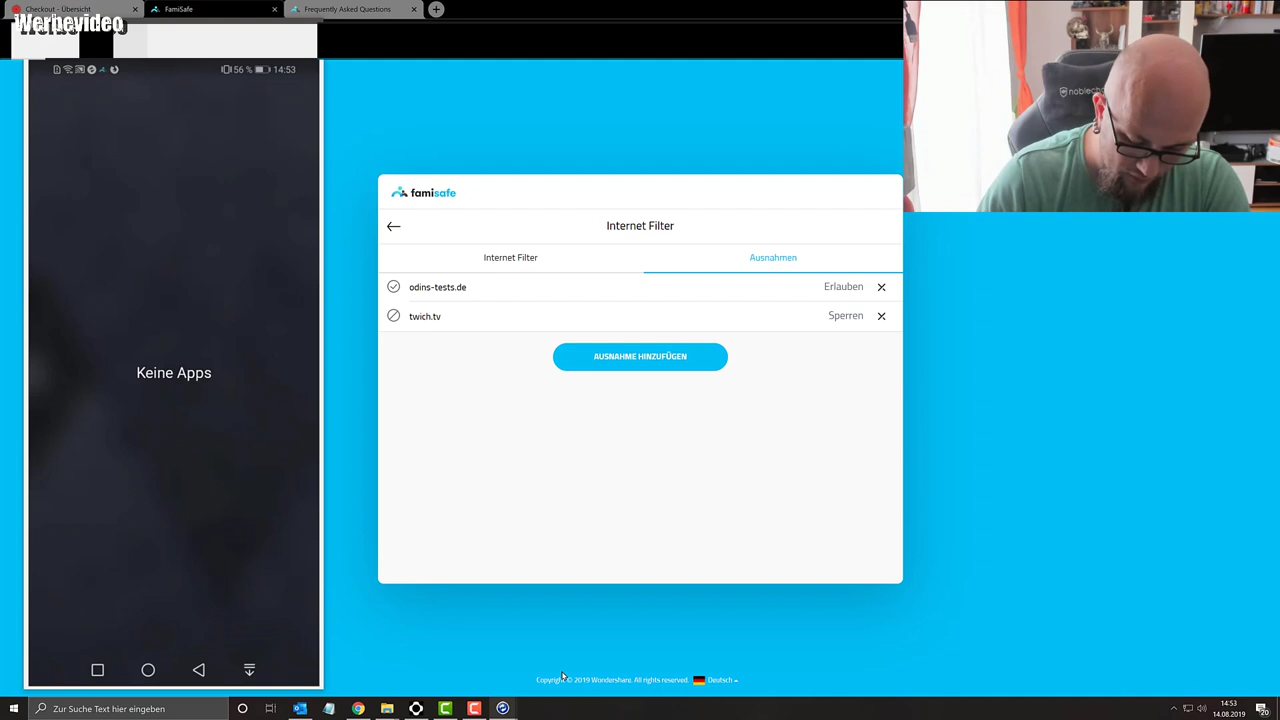 Checkout - Übersicht
FamiSafe
Frequently Asked Questions
Werbevideo
56 % 14:53
Keine Apps
famisafe
Internet Filter
Internet Filter
Ausnahmen
odins-tests.de
Erlauben
twich.tv
Sperren
AUSNAHME HINZUFÜGEN
Copyright © 2019 Wondershare. All rights reserved.
Deutsch
noblecha
Zur Suche Text hier eingeben
14:53
14.08.2019
20